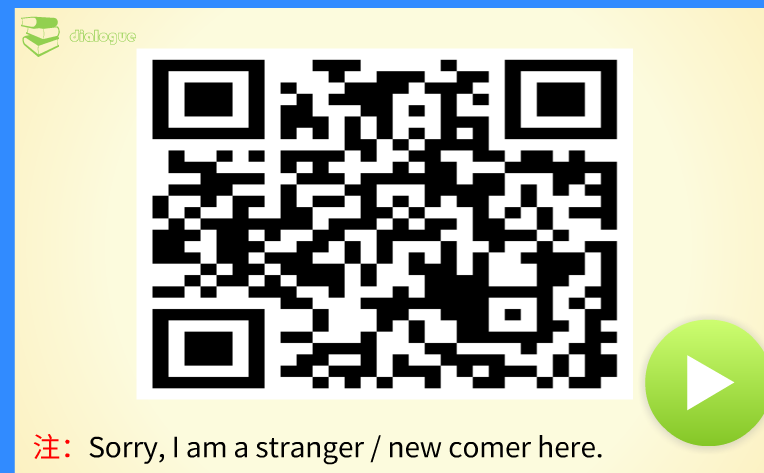 dialogue
注：Sorry, I am a stranger / new comer here.